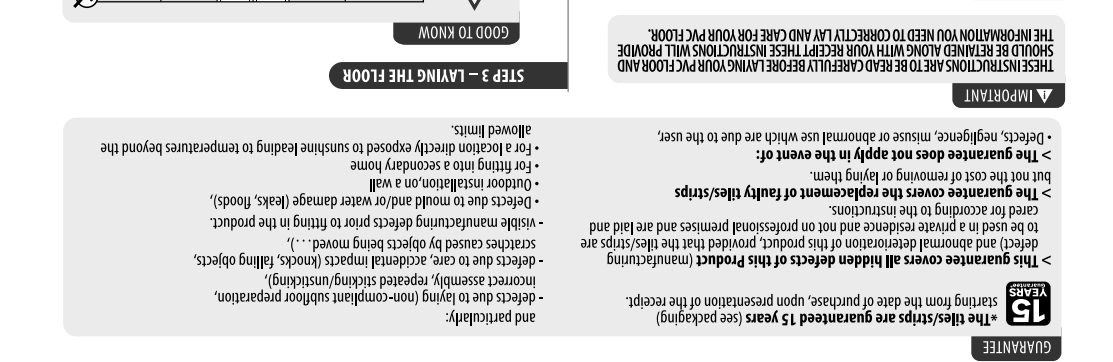 GUARANTEE
15
YEARS
Guarantee*
*The tiles/strips are guaranteed 15 years (see packaging)
starting from the date of purchase, upon presentation of the receipt.
> This guarantee covers all hidden defects of this Product (manufacturing
defect) and abnormal deterioration of this product, provided that the tiles/strips are
to be used in a private residence and not on professional premises and are laid and
cared for according to the instructions.
> The guarantee covers the replacement of faulty tiles/strips
but not the cost of removing or laying them.
> The guarantee does not apply in the event of:
• Defects, negligence, misuse or abnormal use which are due to the user,
and particularly:
- defects due to laying (non-compliant subfloor preparation,
incorrect assembly, repeated sticking/unsticking),
- defects due to care, accidental impacts (knocks, falling objects,
scratches caused by objects being moved...),
- visible manufacturing defects prior to fitting in the product.
• Defects due to mould and/or water damage (leaks, floods),
• Outdoor installation,on a wall
• For fitting into a secondary home
• For a location directly exposed to sunshine leading to temperatures beyond the
allowed limits.
IMPORTANT
THESE INSTRUCTIONS ARE TO BE READ CAREFULLY BEFORE LAYING YOUR PVC FLOOR AND
SHOULD BE RETAINED ALONG WITH YOUR RECEIPT. THESE INSTRUCTIONS WILL PROVIDE
THE INFORMATION YOU NEED TO CORRECTLY LAY AND CARE FOR YOUR PVC FLOOR.
STEP 3 – LAYING THE FLOOR
GOOD TO KNOW